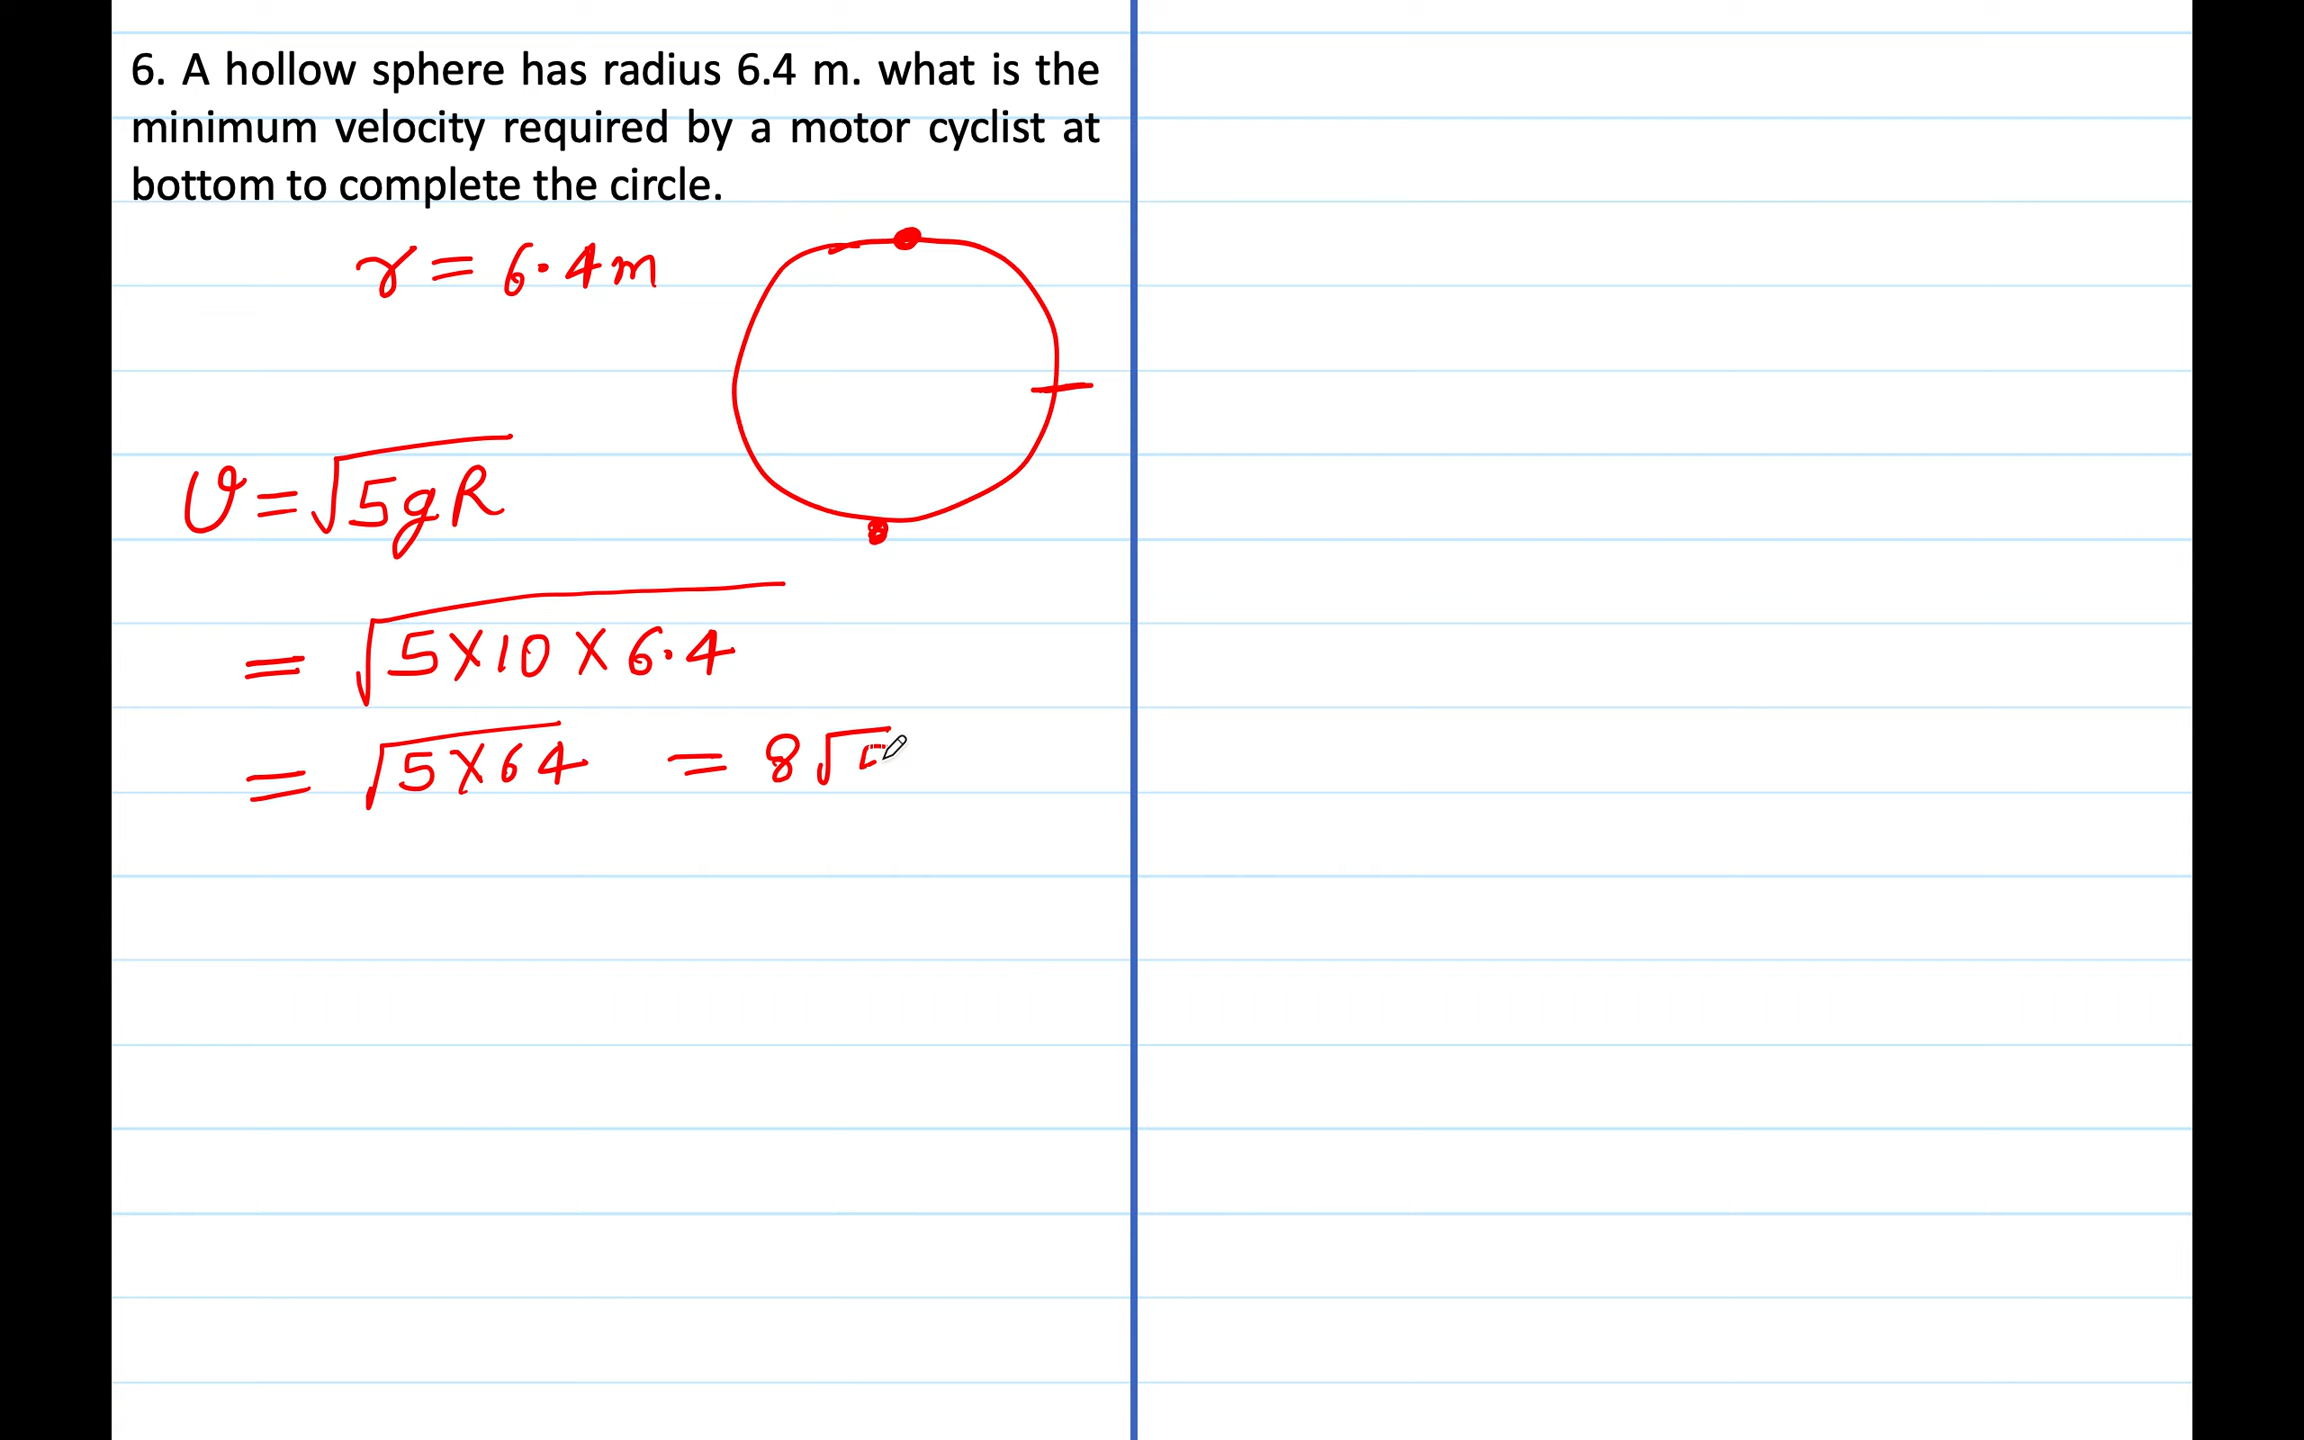 6. A hollow sphere has radius 6.4 m. what is the
minimum velocity required by a motor cyclist at
bottom to complete the circle.
r = 6.4m
v = √5gR
= √5×10×6.4
= √5×64 = 8√